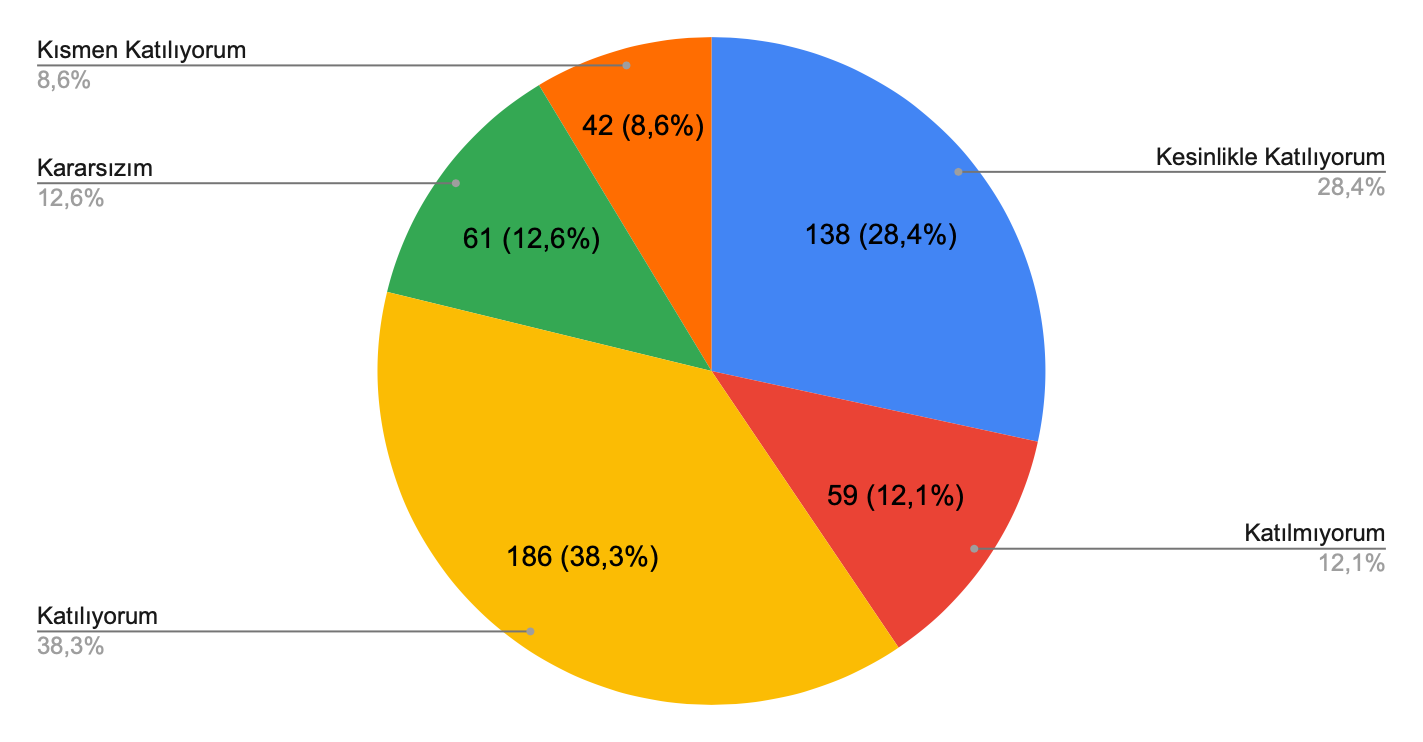 Kısmen Katılıyorum
8,6%
42 (8,6%)
Kesinlikle Katılıyorum
28,4%
Kararsızım
12,6%
138 (28,4%)
61 (12,6%)
59 (12,1%)
Katılmıyorum
12,1%
186 (38,3%)
Katılıyorum
38,3%